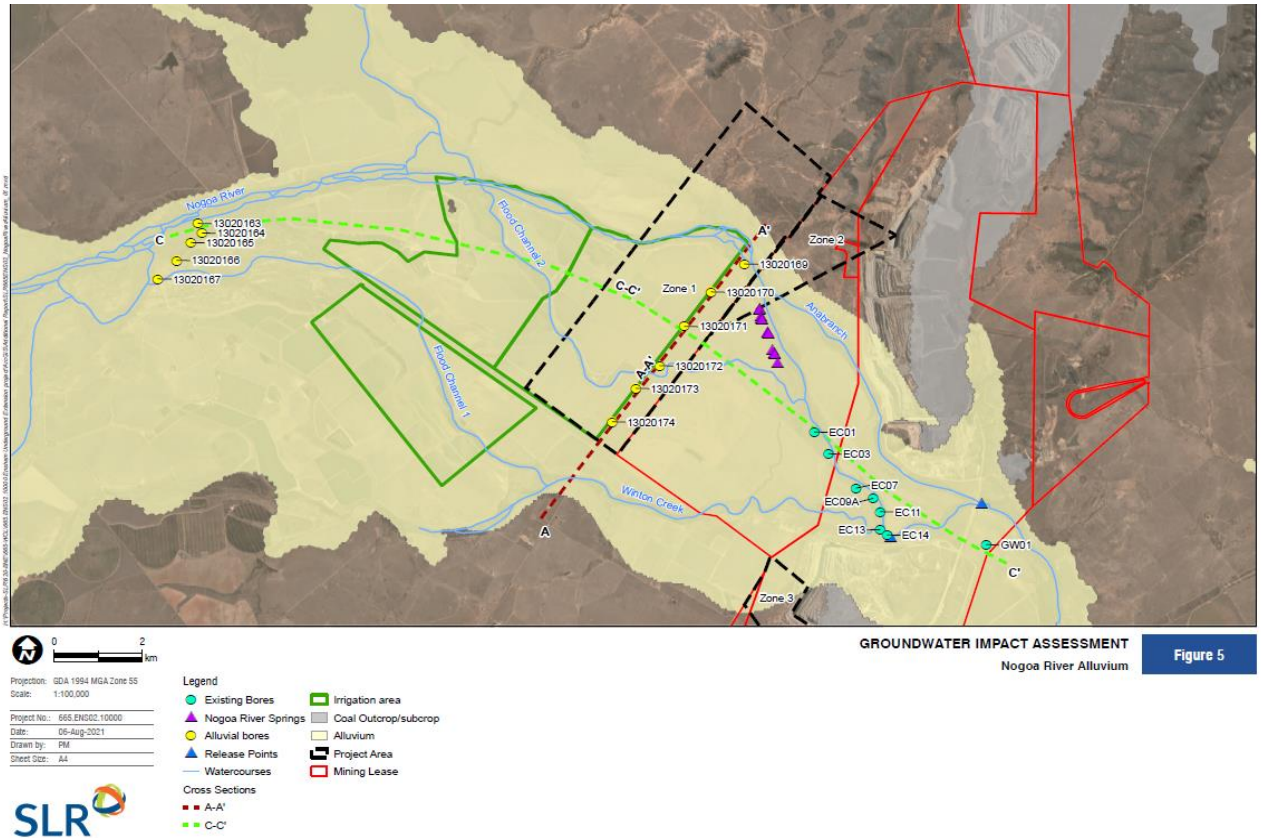 Nogoa River
C
13020163
13020164
13020165
13020166
13020167
Flood Channel 2
C-C'
Zone 1
A'
Zone 2
13020169
13020170
13020171
A-A'
13020172
13020173
13020174
Anabranch
Flood Channel 1
EC01
EC03
EC07
EC09A
EC11
EC13
EC14
GW01
Winton Creek
A
C'
Zone 3
N
0 2
km
GROUNDWATER IMPACT ASSESSMENT
Nogoa River Alluvium
Figure 5
Projection: GDA 1994 MGA Zone 55
Scale: 1:100,000
Project No.: 665.ENS02.10000
Date: 06-Aug-2021
Drawn by: PM
Sheet Size: A4
Legend
Existing Bores
Nogoa River Springs
Alluvial bores
Release Points
Watercourses
Irrigation area
Coal Outcrop/subcrop
Alluvium
Project Area
Mining Lease
Cross Sections
A-A'
C-C'
SLR